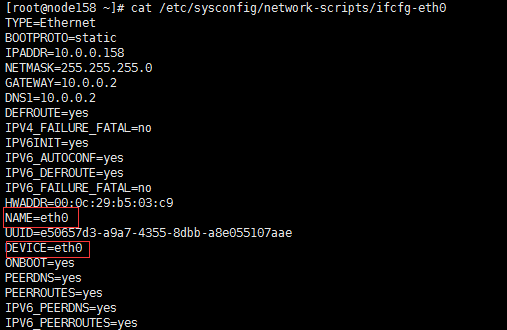 [root@node158 ~]# cat /etc/sysconfig/network-scripts/ifcfg-eth0
TYPE=Ethernet
BOOTPROTO=static
IPADDR=10.0.0.158
NETMASK=255.255.255.0
GATEWAY=10.0.0.2
DNS1=10.0.0.2
DEFROUTE=yes
IPV4_FAILURE_FATAL=no
IPV6INIT=yes
IPV6_AUTOCONF=yes
IPV6_DEFROUTE=yes
IPV6_FAILURE_FATAL=no
HWADDR=00:0c:29:b5:03:c9
NAME=eth0
UUID=e50657d3-a9a7-4355-8dbb-a8e055107aae
DEVICE=eth0
ONBOOT=yes
PEERDNS=yes
PEERROUTES=yes
IPV6_PEERDNS=yes
IPV6_PEERROUTES=yes